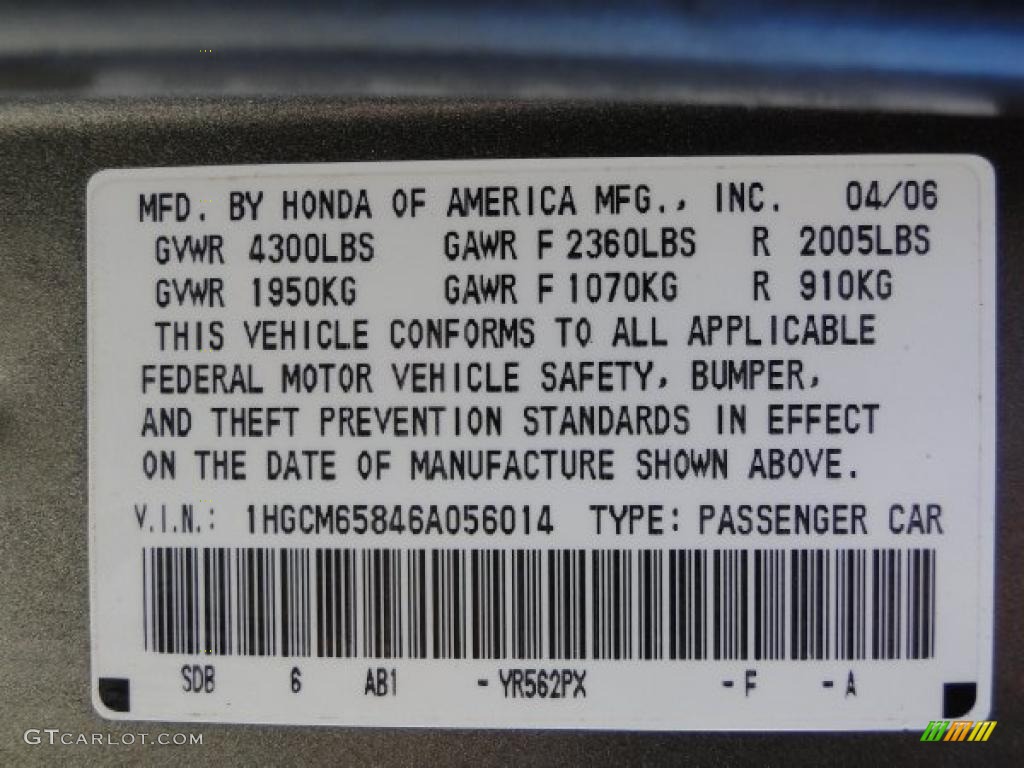 MFD. BY HONDA OF AMERICA MFG., INC. 04/06
GVWR 4300LBS GAWR F 2360LBS R 2005LBS
GVWR 1950KG GAWR F 1070KG R 910KG
THIS VEHICLE CONFORMS TO ALL APPLICABLE
FEDERAL MOTOR VEHICLE SAFETY, BUMPER,
AND THEFT PREVENTION STANDARDS IN EFFECT
ON THE DATE OF MANUFACTURE SHOWN ABOVE.
V.I.N.: 1HGCM65846A056014 TYPE: PASSENGER CAR
SDB 6 AB1 - YR562PX - F - A
GTCARLOT.COM